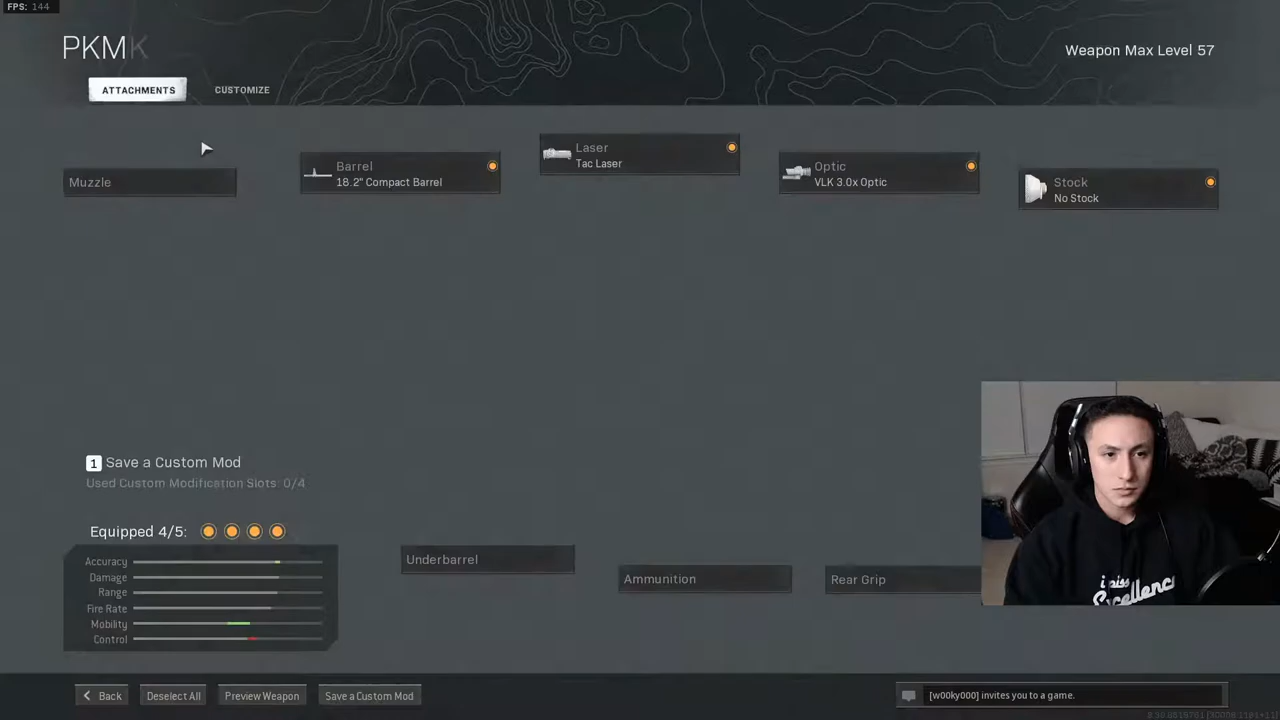 FPS: 144
PKMK
Weapon Max Level 57
ATTACHMENTS
CUSTOMIZE
Muzzle
Barrel
18.2" Compact Barrel
Laser
Tac Laser
Optic
VLK 3.0x Optic
Stock
No Stock
1 Save a Custom Mod
Used Custom Modification Slots: 0/4
Equipped 4/5:
Accuracy
Damage
Range
Fire Rate
Mobility
Control
Underbarrel
Ammunition
Rear Grip
Excellence
Back
Deselect All
Preview Weapon
Save a Custom Mod
[w00ky000] invites you to a game.